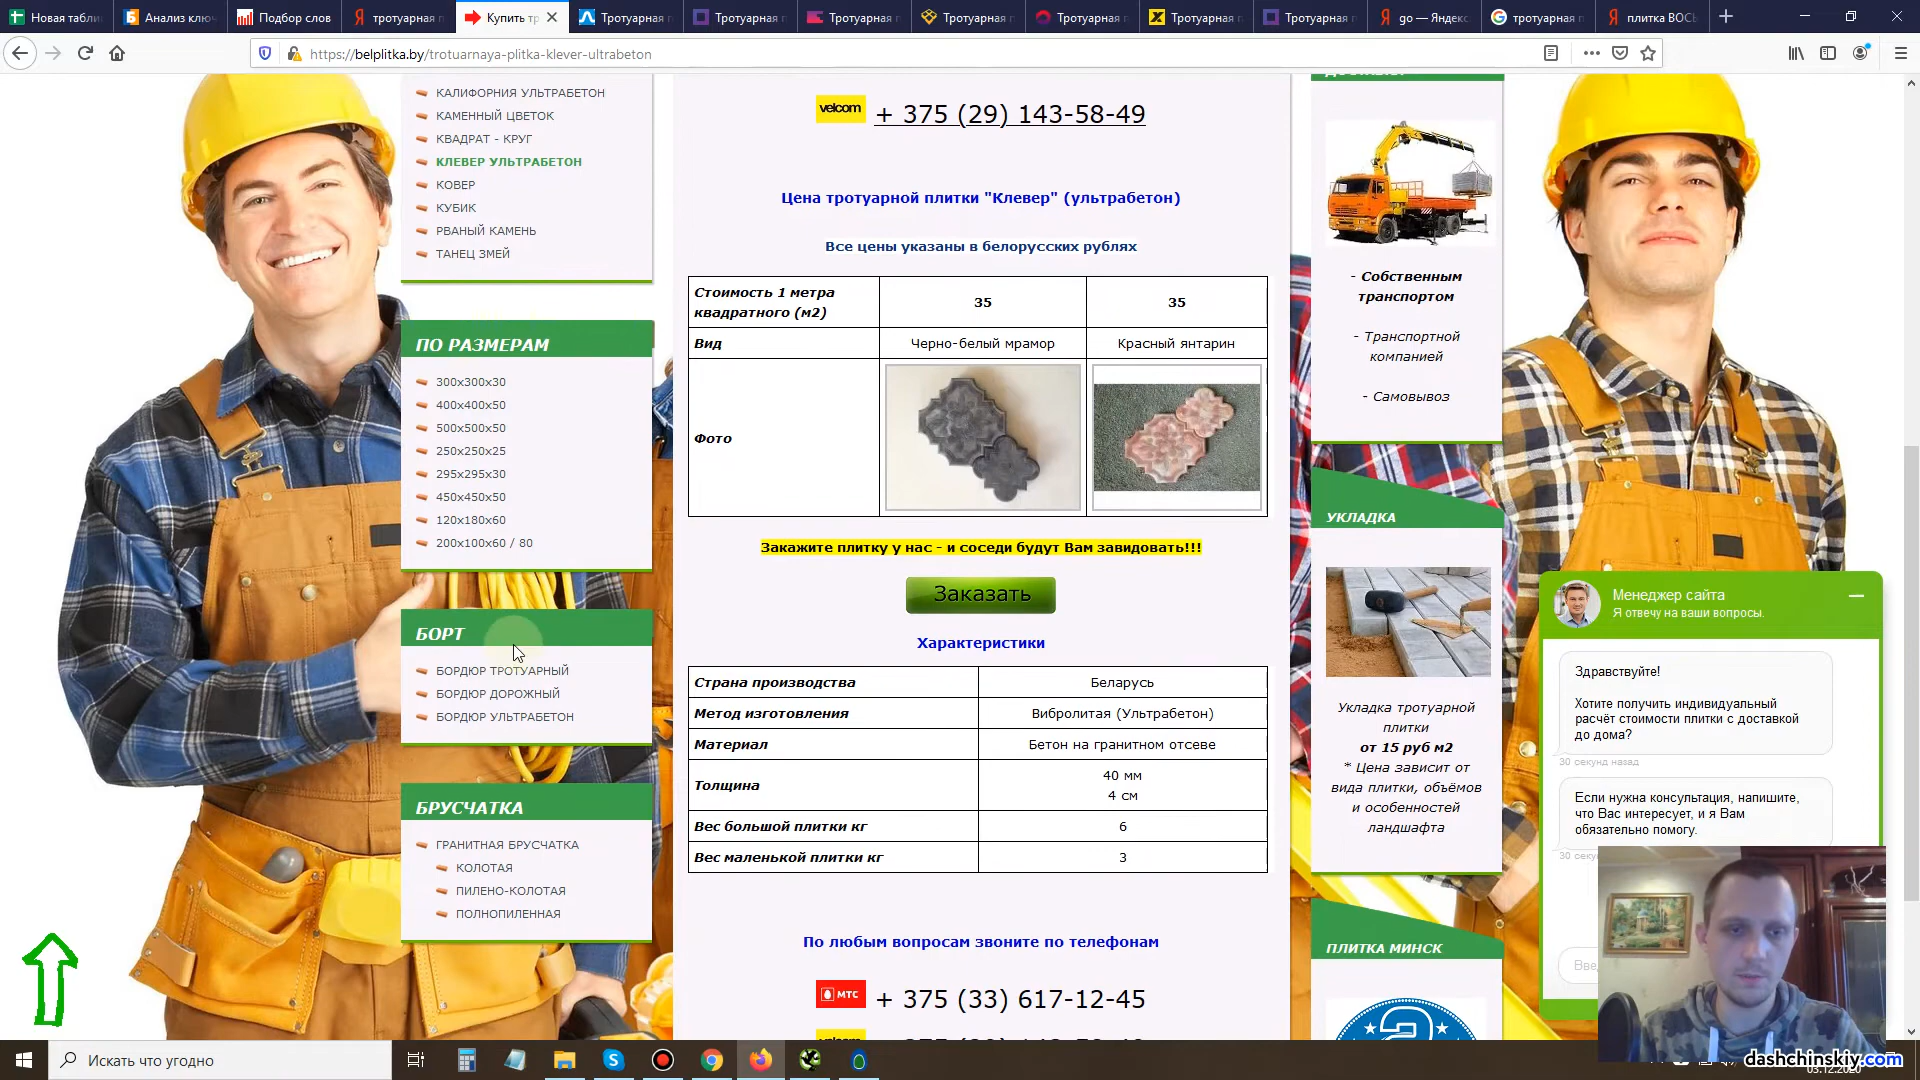 Новая табли
Анализ ключ
Подбор слов
тротуарная п
Купить тр
Тротуарная п
Тротуарная п
Тротуарная п
Тротуарная п
Тротуарная п
Тротуарная п
Тротуарная п
go — Яндекс
тротуарная п
плитка ВОСЬ
https://belplitka.by/trotuarnaya-plitka-klever-ultrabeton
КАЛИФОРНИЯ УЛЬТРАБЕТОН
КАМЕННЫЙ ЦВЕТОК
КВАДРАТ - КРУГ
КЛЕВЕР УЛЬТРАБЕТОН
КОВЕР
КУБИК
РВАНЫЙ КАМЕНЬ
ТАНЕЦ ЗМЕЙ
ПО РАЗМЕРАМ
300x300x30
400x400x50
500x500x50
250x250x25
295x295x30
450x450x50
120x180x60
200x100x60 / 80
БОРТ
БОРДЮР ТРОТУАРНЫЙ
БОРДЮР ДОРОЖНЫЙ
БОРДЮР УЛЬТРАБЕТОН
БРУСЧАТКА
ГРАНИТНАЯ БРУСЧАТКА
КОЛОТАЯ
ПИЛЕНО-КОЛОТАЯ
ПОЛНОПИЛЕННАЯ
velcom + 375 (29) 143-58-49
Цена тротуарной плитки "Клевер" (ультрабетон)
Все цены указаны в белорусских рублях
Стоимость 1 метра
квадратного (м2)
35
35
Вид
Черно-белый мрамор
Красный янтарин
Фото
Закажите плитку у нас - и соседи будут Вам завидовать!!!
Заказать
Характеристики
Страна производства
Беларусь
Метод изготовления
Вибролитая (Ультрабетон)
Материал
Бетон на гранитном отсеве
Толщина
40 мм
4 см
Вес большой плитки кг
6
Вес маленькой плитки кг
3
По любым вопросам звоните по телефонам
МТС + 375 (33) 617-12-45
- Собственным
транспортом
- Транспортной
компанией
- Самовывоз
УКЛАДКА
Укладка тротуарной
плитки
от 15 руб м2
* Цена зависит от
вида плитки, объёмов
и особенностей
ландшафта
ПЛИТКА МИНСК
Менеджер сайта
Я отвечу на ваши вопросы.
Здравствуйте!
Хотите получить индивидуальный
расчёт стоимости плитки с доставкой
до дома?
30 секунд назад
Если нужна консультация, напишите,
что Вас интересует, и я Вам
обязательно помогу.
Искать что угодно
dashchinskiy.com
03.12.2020